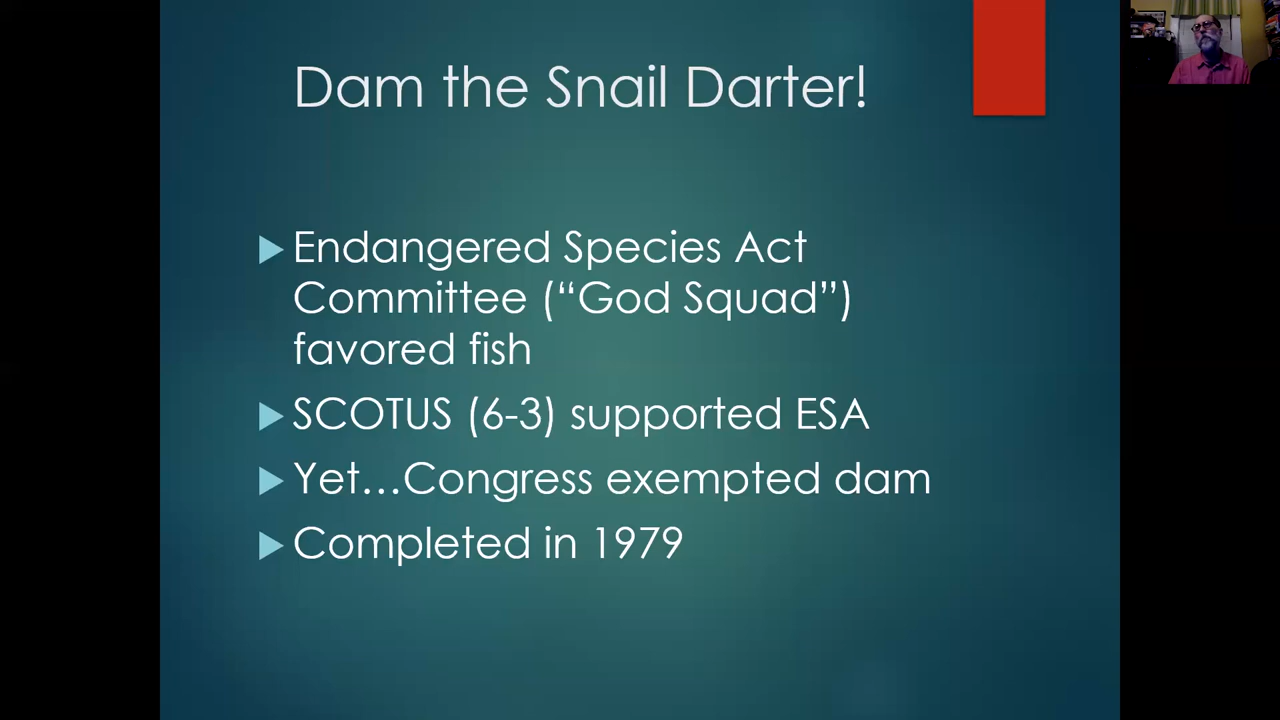 Dam the Snail Darter!
Endangered Species Act
Committee (“God Squad”)
favored fish
SCOTUS (6-3) supported ESA
Yet…Congress exempted dam
Completed in 1979